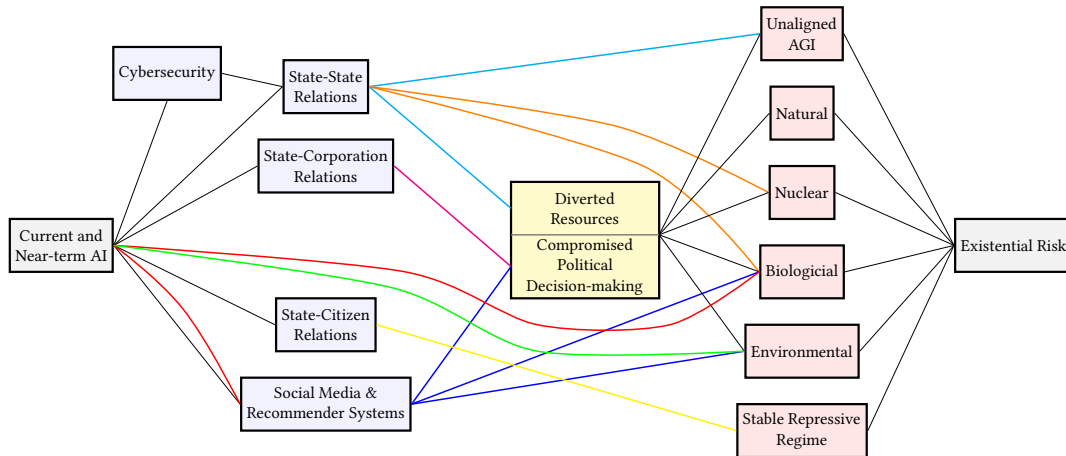 Unaligned
AGI
Cybersecurity
State-State
Relations
Natural
State-Corporation
Relations
Nuclear
Diverted
Resources
Current and
Near-term AI
Compromised
Political
Decision-making
Existential Risk
Biologicial
State-Citizen
Relations
Environmental
Social Media &
Recommender Systems
Stable Repressive
Regime